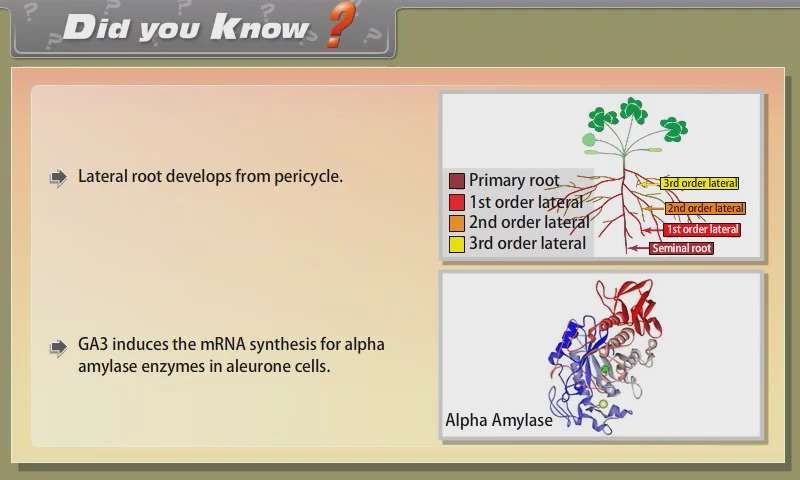 Did you Know ?
Lateral root develops from pericycle.
Primary root
1st order lateral
2nd order lateral
3rd order lateral
3rd order lateral
2nd order lateral
1st order lateral
Seminal root
GA3 induces the mRNA synthesis for alpha
amylase enzymes in aleurone cells.
Alpha Amylase